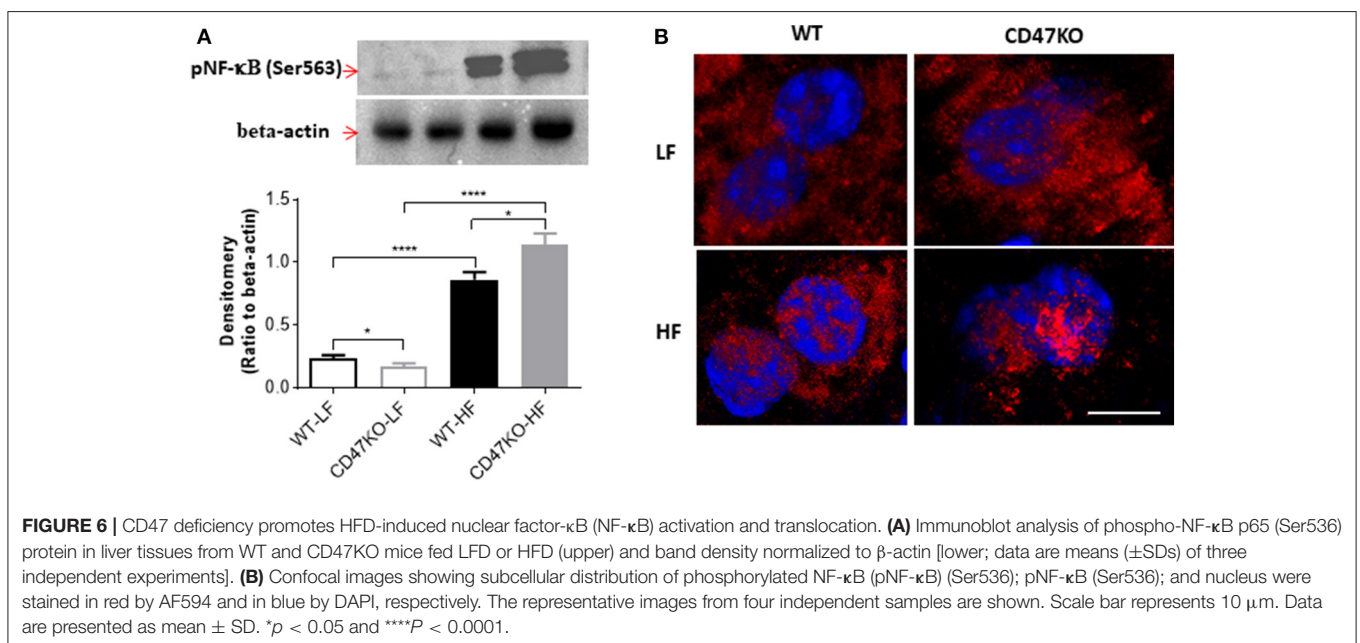 A
pNF-κB (Ser563)
beta-actin
Densitomery
(Ratio to beta-actin)
1.5
1.0
0.5
0.0
****
*
****
*
WT-LF
CD47KO-LF
WT-HF
CD47KO-HF
B
WT
CD47KO
LF
HF
FIGURE 6 | CD47 deficiency promotes HFD-induced nuclear factor-κB (NF-κB) activation and translocation. (A) Immunoblot analysis of phospho-NF-κB p65 (Ser536)
protein in liver tissues from WT and CD47KO mice fed LFD or HFD (upper) and band density normalized to β-actin [lower; data are means (±SDs) of three
independent experiments]. (B) Confocal images showing subcellular distribution of phosphorylated NF-κB (pNF-κB) (Ser536); pNF-κB (Ser536); and nucleus were
stained in red by AF594 and in blue by DAPI, respectively. The representative images from four independent samples are shown. Scale bar represents 10 μm. Data
are presented as mean ± SD. *p < 0.05 and ****P < 0.0001.